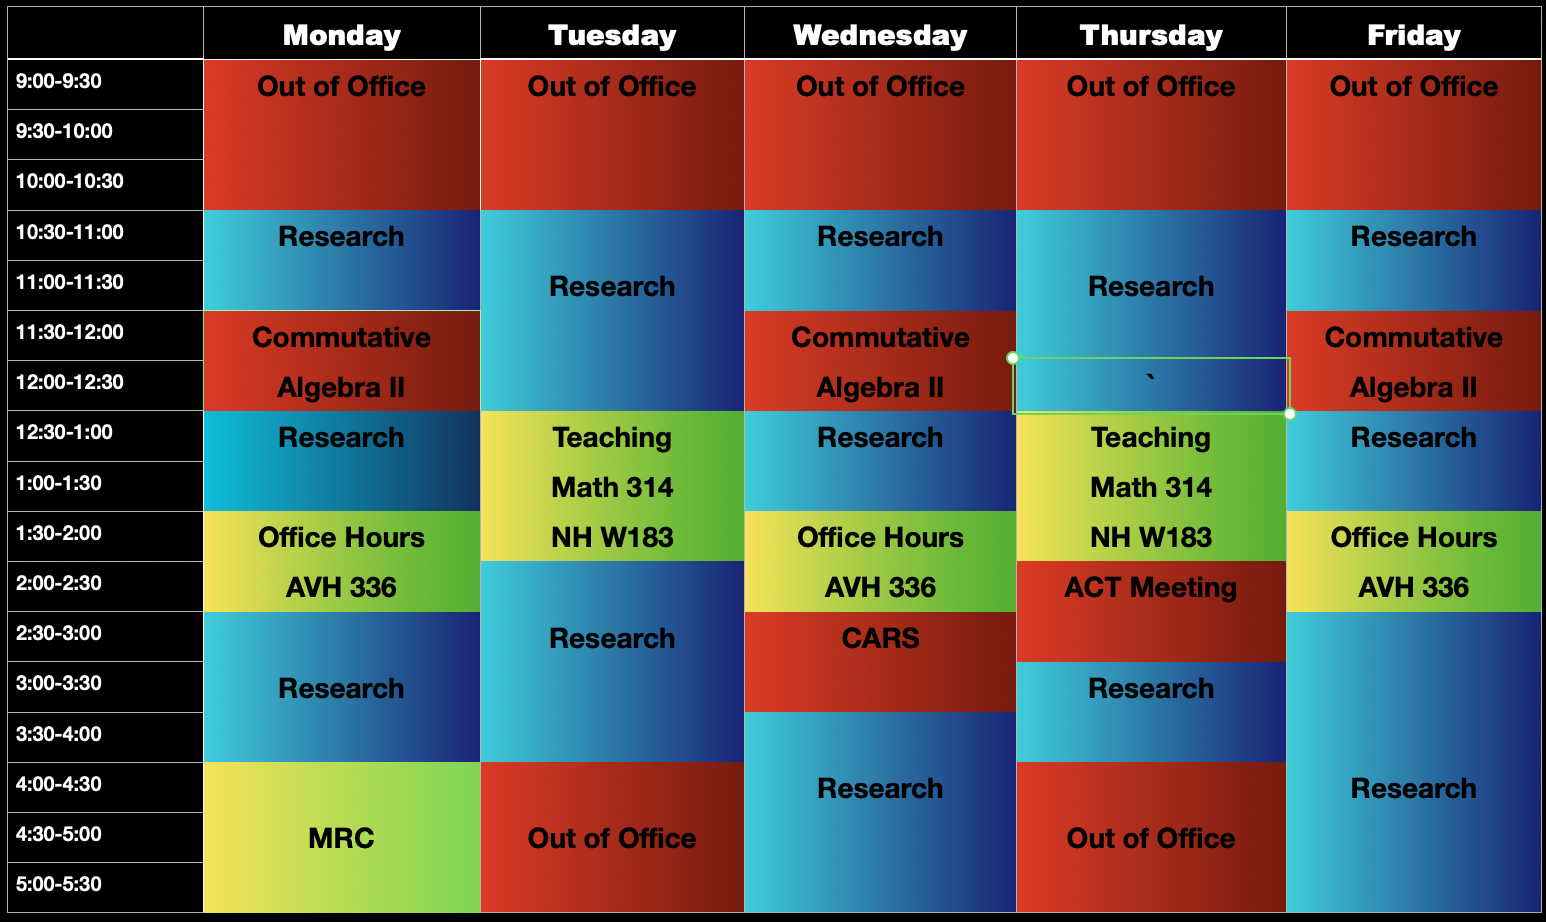 Monday Tuesday Wednesday Thursday Friday
9:00-9:30 Out of Office Out of Office Out of Office Out of Office Out of Office
9:30-10:00
10:00-10:30
10:30-11:00 Research Research Research
11:00-11:30 Research Research
11:30-12:00 Commutative Commutative Commutative
12:00-12:30 Algebra II Algebra II ` Algebra II
12:30-1:00 Research Teaching Research Teaching Research
1:00-1:30 Math 314 Math 314
1:30-2:00 Office Hours NH W183 Office Hours NH W183 Office Hours
2:00-2:30 AVH 336 AVH 336 ACT Meeting AVH 336
2:30-3:00 Research CARS
3:00-3:30 Research Research
3:30-4:00
4:00-4:30 Research Research
4:30-5:00 MRC Out of Office Out of Office
5:00-5:30